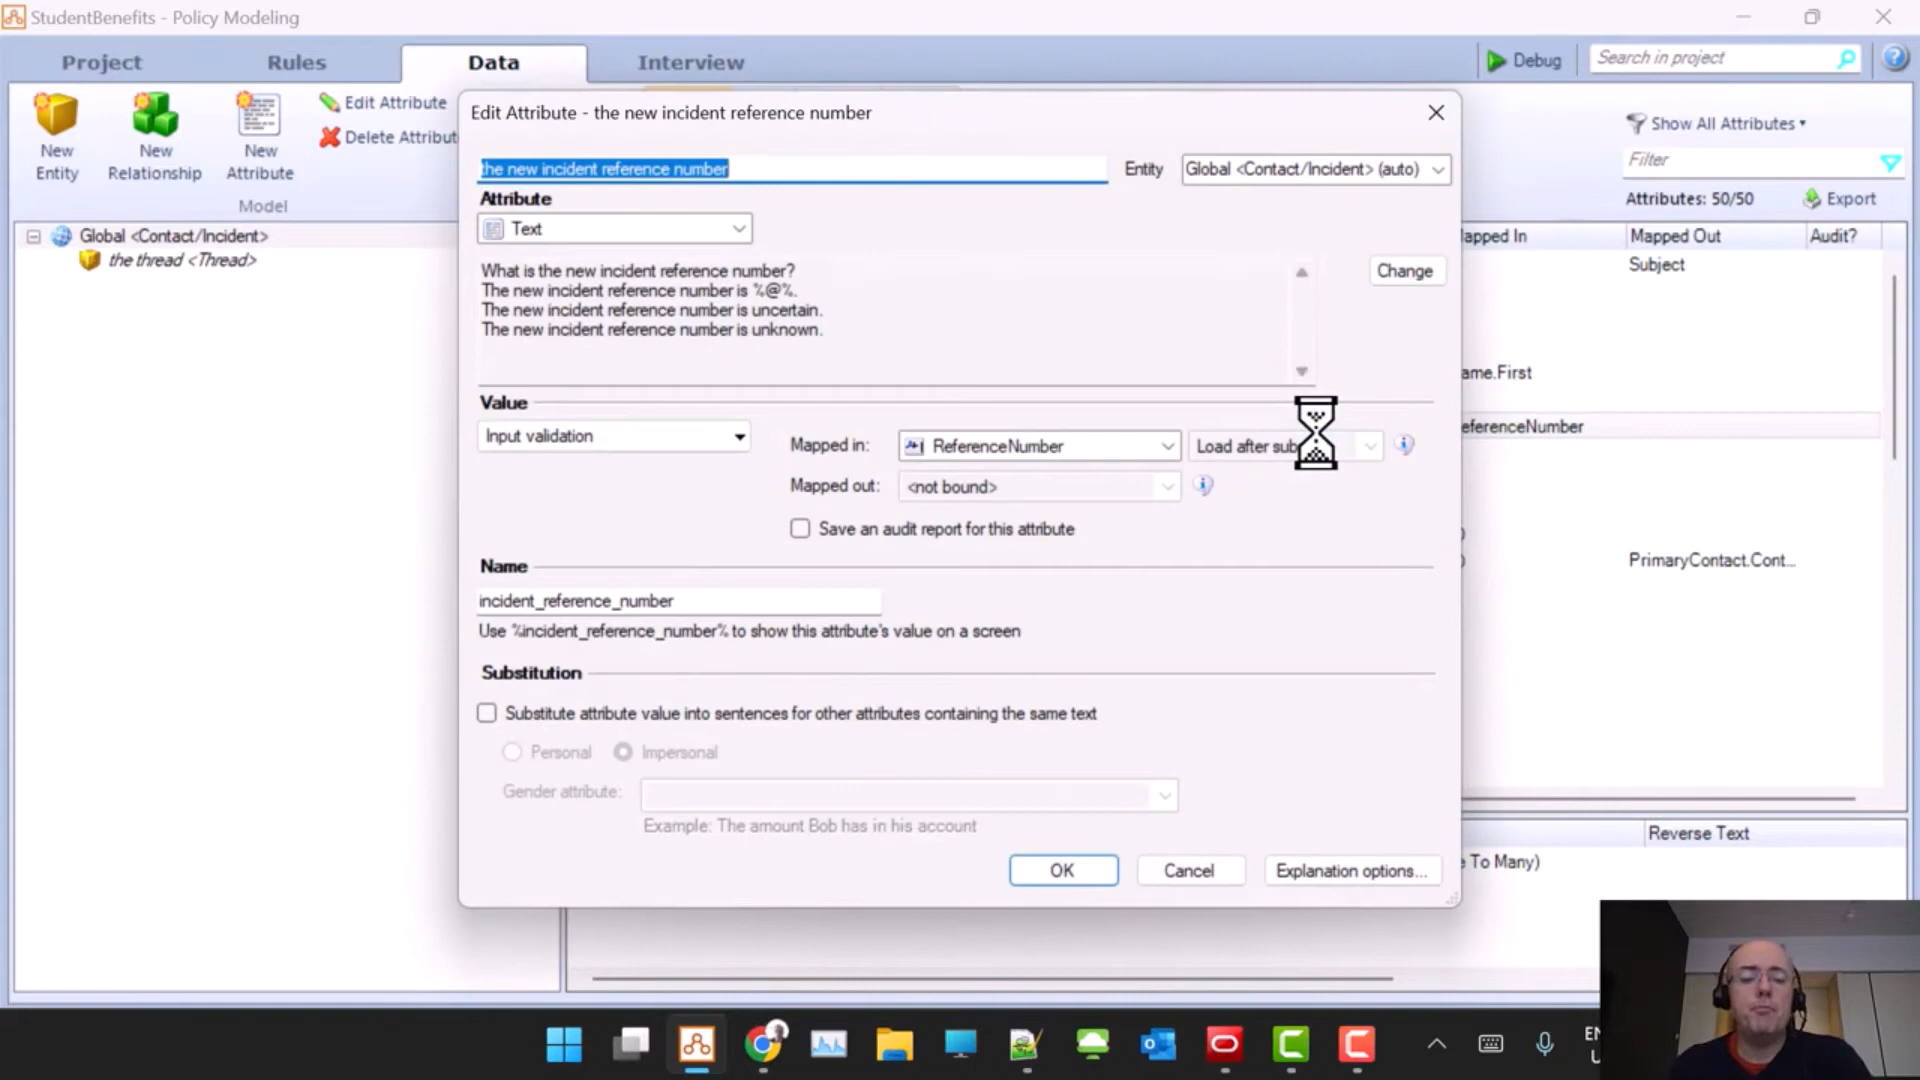 StudentBenefits - Policy Modeling
Project
Rules
Data
Interview
Debug
Search in project
New Entity
New Relationship
New Attribute
Edit Attribute
Delete Attribut
Model
Global <Contact/Incident>
the thread <Thread>
Edit Attribute - the new incident reference number
the new incident reference number
Entity
Global <Contact/Incident> (auto)
Attribute
Text
What is the new incident reference number?
The new incident reference number is %@%.
The new incident reference number is uncertain.
The new incident reference number is unknown.
Change
Value
Input validation
Mapped in:
ReferenceNumber
Load after sub
Mapped out:
<not bound>
Save an audit report for this attribute
Name
incident_reference_number
Use %incident_reference_number% to show this attribute's value on a screen
Substitution
Substitute attribute value into sentences for other attributes containing the same text
Personal
Impersonal
Gender attribute:
Example: The amount Bob has in his account
OK
Cancel
Explanation options...
Show All Attributes
Filter
Attributes: 50/50
Export
apped In
Mapped Out
Audit?
Subject
ame.First
eferenceNumber
PrimaryContact.Cont...
Reverse Text
To Many)